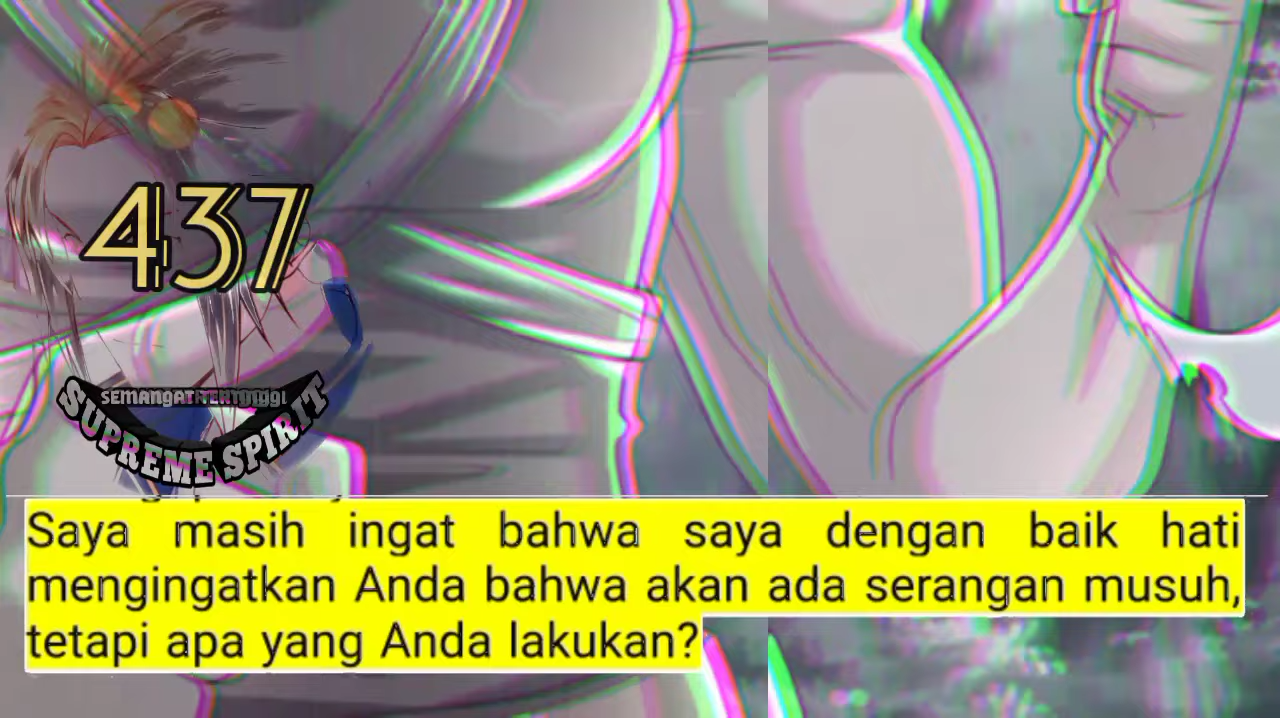 437
SUPREME SPIRIT
Saya masih ingat bahwa saya dengan baik hati
mengingatkan Anda bahwa akan ada serangan musuh,
tetapi apa yang Anda lakukan?